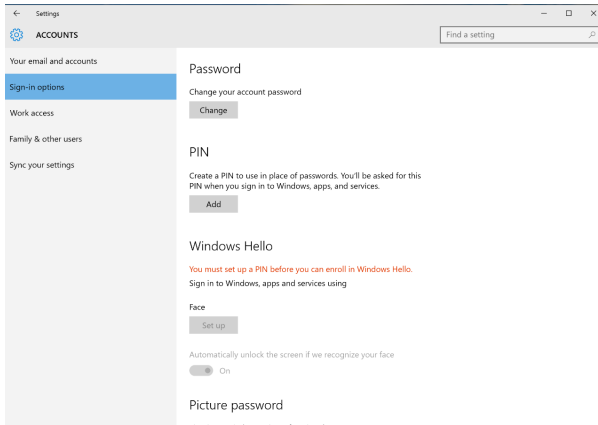 Settings
ACCOUNTS
Find a setting
Your email and accounts
Sign-in options
Work access
Family & other users
Sync your settings
Password
Change your account password
Change
PIN
Create a PIN to use in place of passwords. You'll be asked for this
PIN when you sign in to Windows, apps, and services.
Add
Windows Hello
You must set up a PIN before you can enroll in Windows Hello.
Sign in to Windows, apps and services using
Face
Set up
Automatically unlock the screen if we recognize your face
On
Picture password